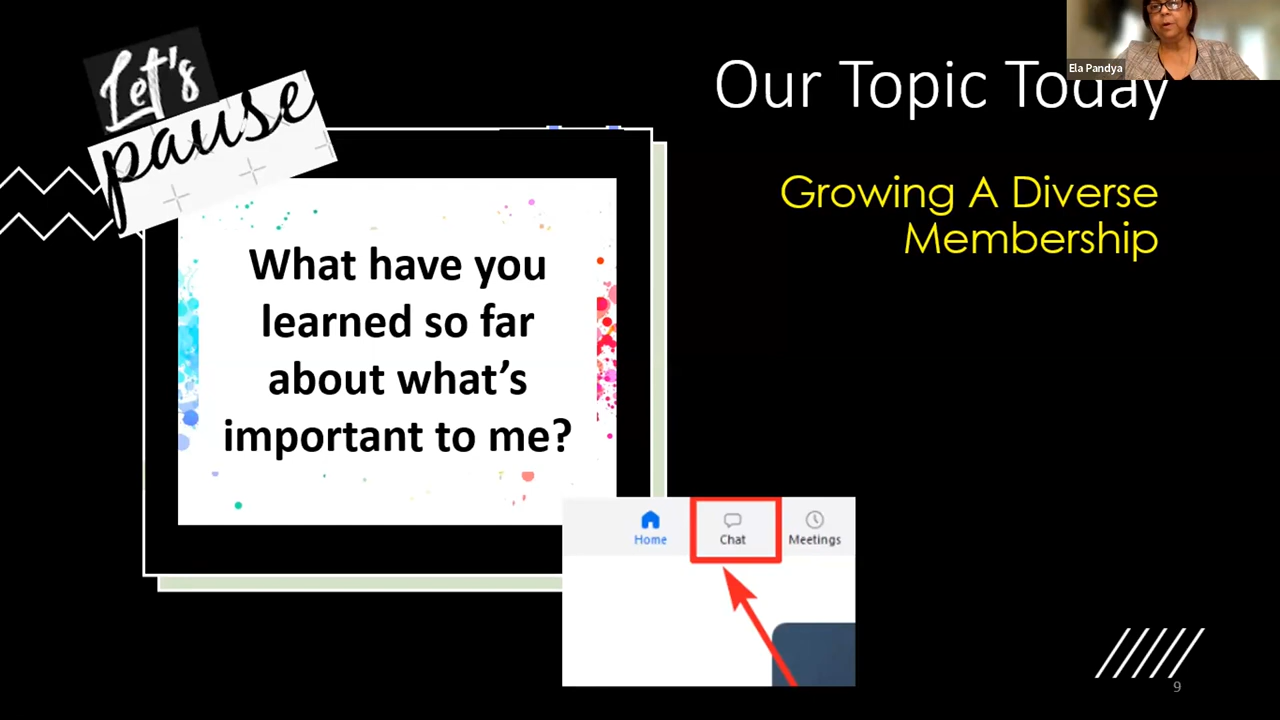 Let's
pause
Ela Pandya
Our Topic Today
Growing A Diverse
Membership
What have you
learned so far
about what's
important to me?
Home
Chat
Meetings
9